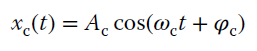 x_c(t) = A_c cos(ω_c t + φ_c)